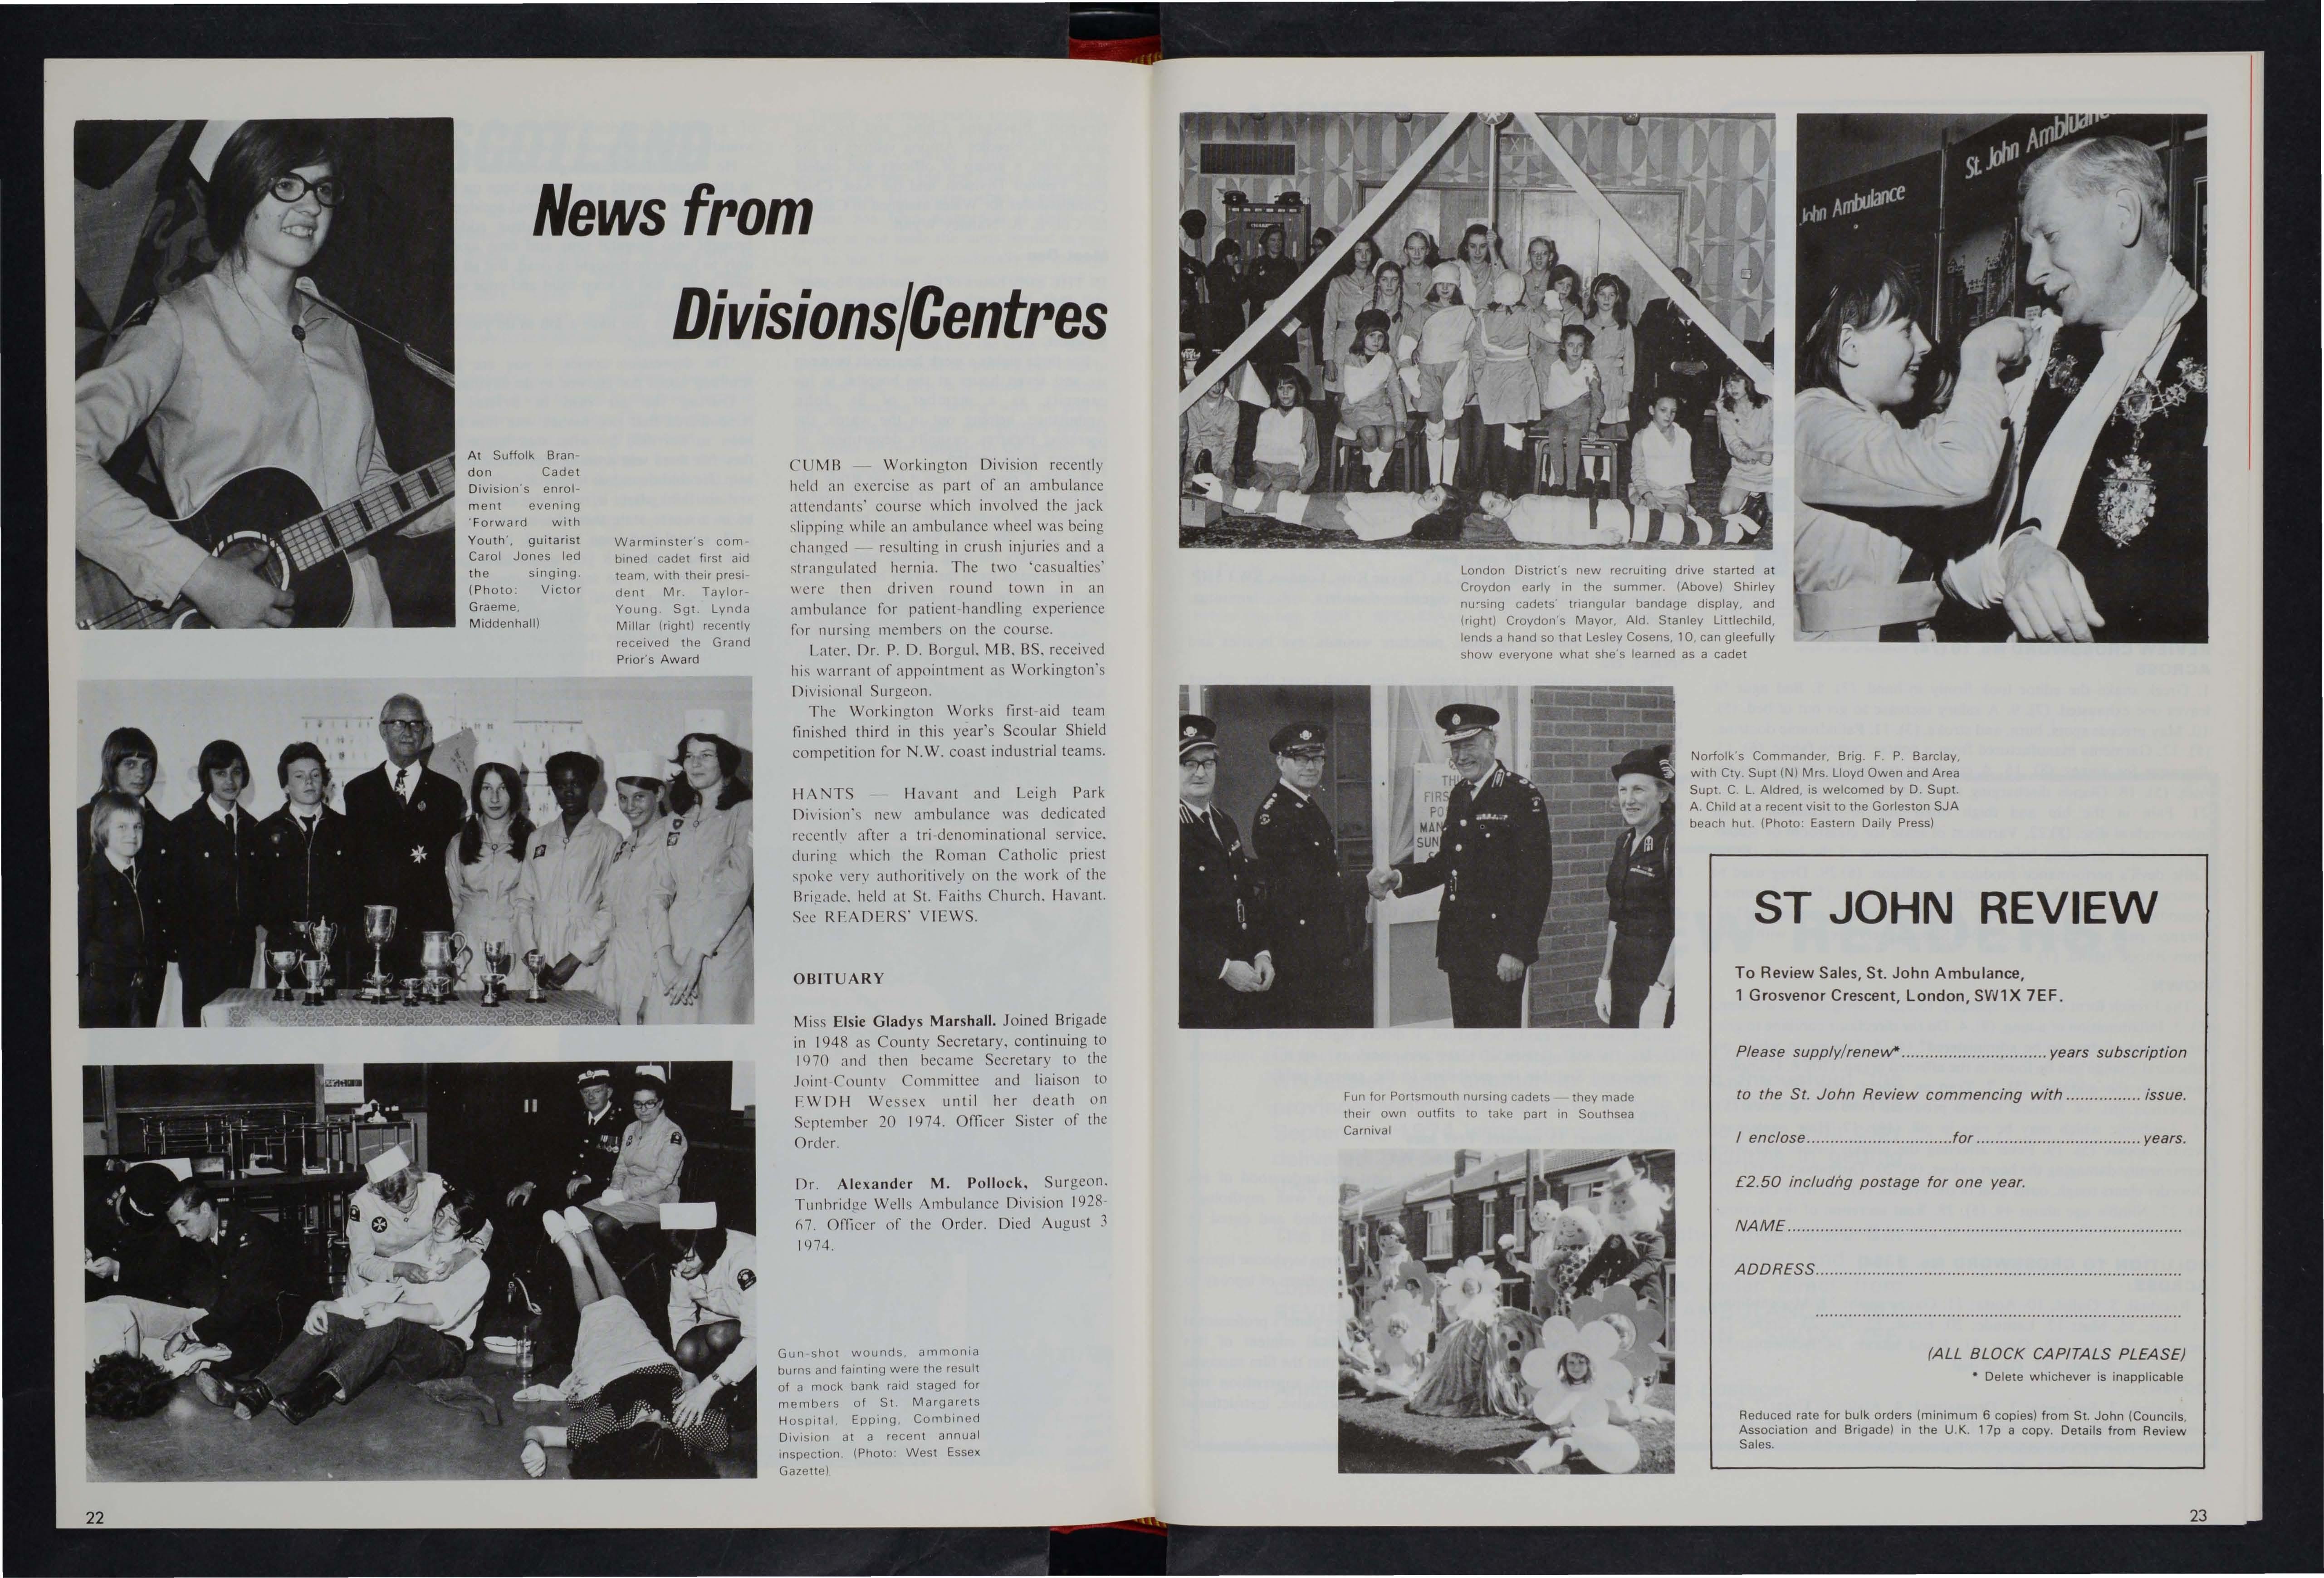 News from
Divisions/Centres
At Suffolk Bran-
don Cadet
Division's enrol-
ment evening
'Forward with
Youth', guitarist
Carol Jones led
the singing.
(Photo: Victor
Graeme,
Middenhall)
Warminster's com-
bined cadet first aid
team, with their presi-
dent Mr. Taylor-
Young. Sgt. Lynda
Millar (right) recently
received the Grand
Prior's Award
CUMB — Workington Division recently
held an exercise as part of an ambulance
attendants' course which involved the jack
slipping while an ambulance wheel was being
changed — resulting in crush injuries and a
strangulated hernia. The two 'casualties'
were then driven round town in an
ambulance for patient-handling experience
for nursing members on the course.
Later, Dr. P. D. Borgul, MB, BS, received
his warrant of appointment as Workington's
Divisional Surgeon.
The Workington Works first-aid team
finished third in this year's Scoular Shield
competition for N.W. coast industrial teams.
HANTS — Havant and Leigh Park
Division's new ambulance was dedicated
recently after a tri-denominational service,
during which the Roman Catholic priest
spoke very authoritively on the work of the
Brigade, held at St. Faiths Church, Havant.
See READERS' VIEWS.
OBITUARY
Miss Elsie Gladys Marshall. Joined Brigade
in 1948 as County Secretary, continuing to
1970 and then became Secretary to the
Joint-County Committee and liaison to
EWDH Wessex until her death on
September 20 1974. Officer Sister of the
Order.
Dr. Alexander M. Pollock, Surgeon.
Tunbridge Wells Ambulance Division 1928-
67. Officer of the Order. Died August 3
1974.
Gun-shot wounds, ammonia
burns and fainting were the result
of a mock bank raid staged for
members of St. Margarets
Hospital, Epping, Combined
Division at a recent annual
inspection. (Photo: West Essex
Gazette)
22
EXIT
John Ambulance
St. John Ambulance
London District's new recruiting drive started at
Croydon early in the summer. (Above) Shirley
nursing cadets' triangular bandage display, and
(right) Croydon's Mayor, Ald. Stanley Littlechild,
lends a hand so that Lesley Cosens, 10, can gleefully
show everyone what she's learned as a cadet
Norfolk's Commander, Brig. F. P. Barclay,
with Cty. Supt (N) Mrs. Lloyd Owen and Area
Supt. C. L. Aldred, is welcomed by D. Supt.
A. Child at a recent visit to the Gorleston SJA
beach hut. (Photo: Eastern Daily Press)
TH
FIRS
PO
MAN
SUN
Fun for Portsmouth nursing cadets — they made
their own outfits to take part in Southsea
Carnival
ST JOHN REVIEW
To Review Sales, St. John Ambulance,
1 Grosvenor Crescent, London, SW1X 7EF.
Please supply/renew*................................ years subscription
to the St. John Review commencing with ................ issue.
I enclose...............................for................................... years.
£2.50 includńg postage for one year.
NAME....................................................................................
ADDRESS..............................................................................
..............................................................................
(ALL BLOCK CAPITALS PLEASE)
* Delete whichever is inapplicable
Reduced rate for bulk orders (minimum 6 copies) from St. John (Councils,
Association and Brigade) in the U.K. 17p a copy. Details from Review
Sales.
23